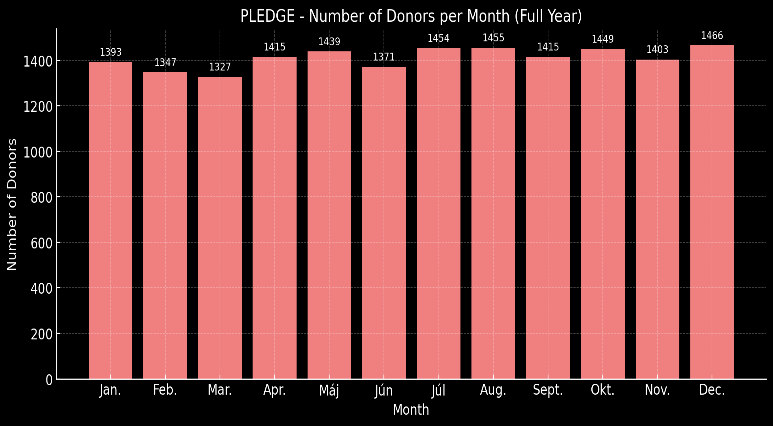 PLEDGE - Number of Donors per Month (Full Year)
1393 1347 1327 1415 1439 1371 1454 1455 1415 1449 1403 1466
Number of Donors
1400
1200
1000
800
600
400
200
0
Jan. Feb. Mar. Apr. Máj Jún Júl Aug. Sept. Okt. Nov. Dec.
Month